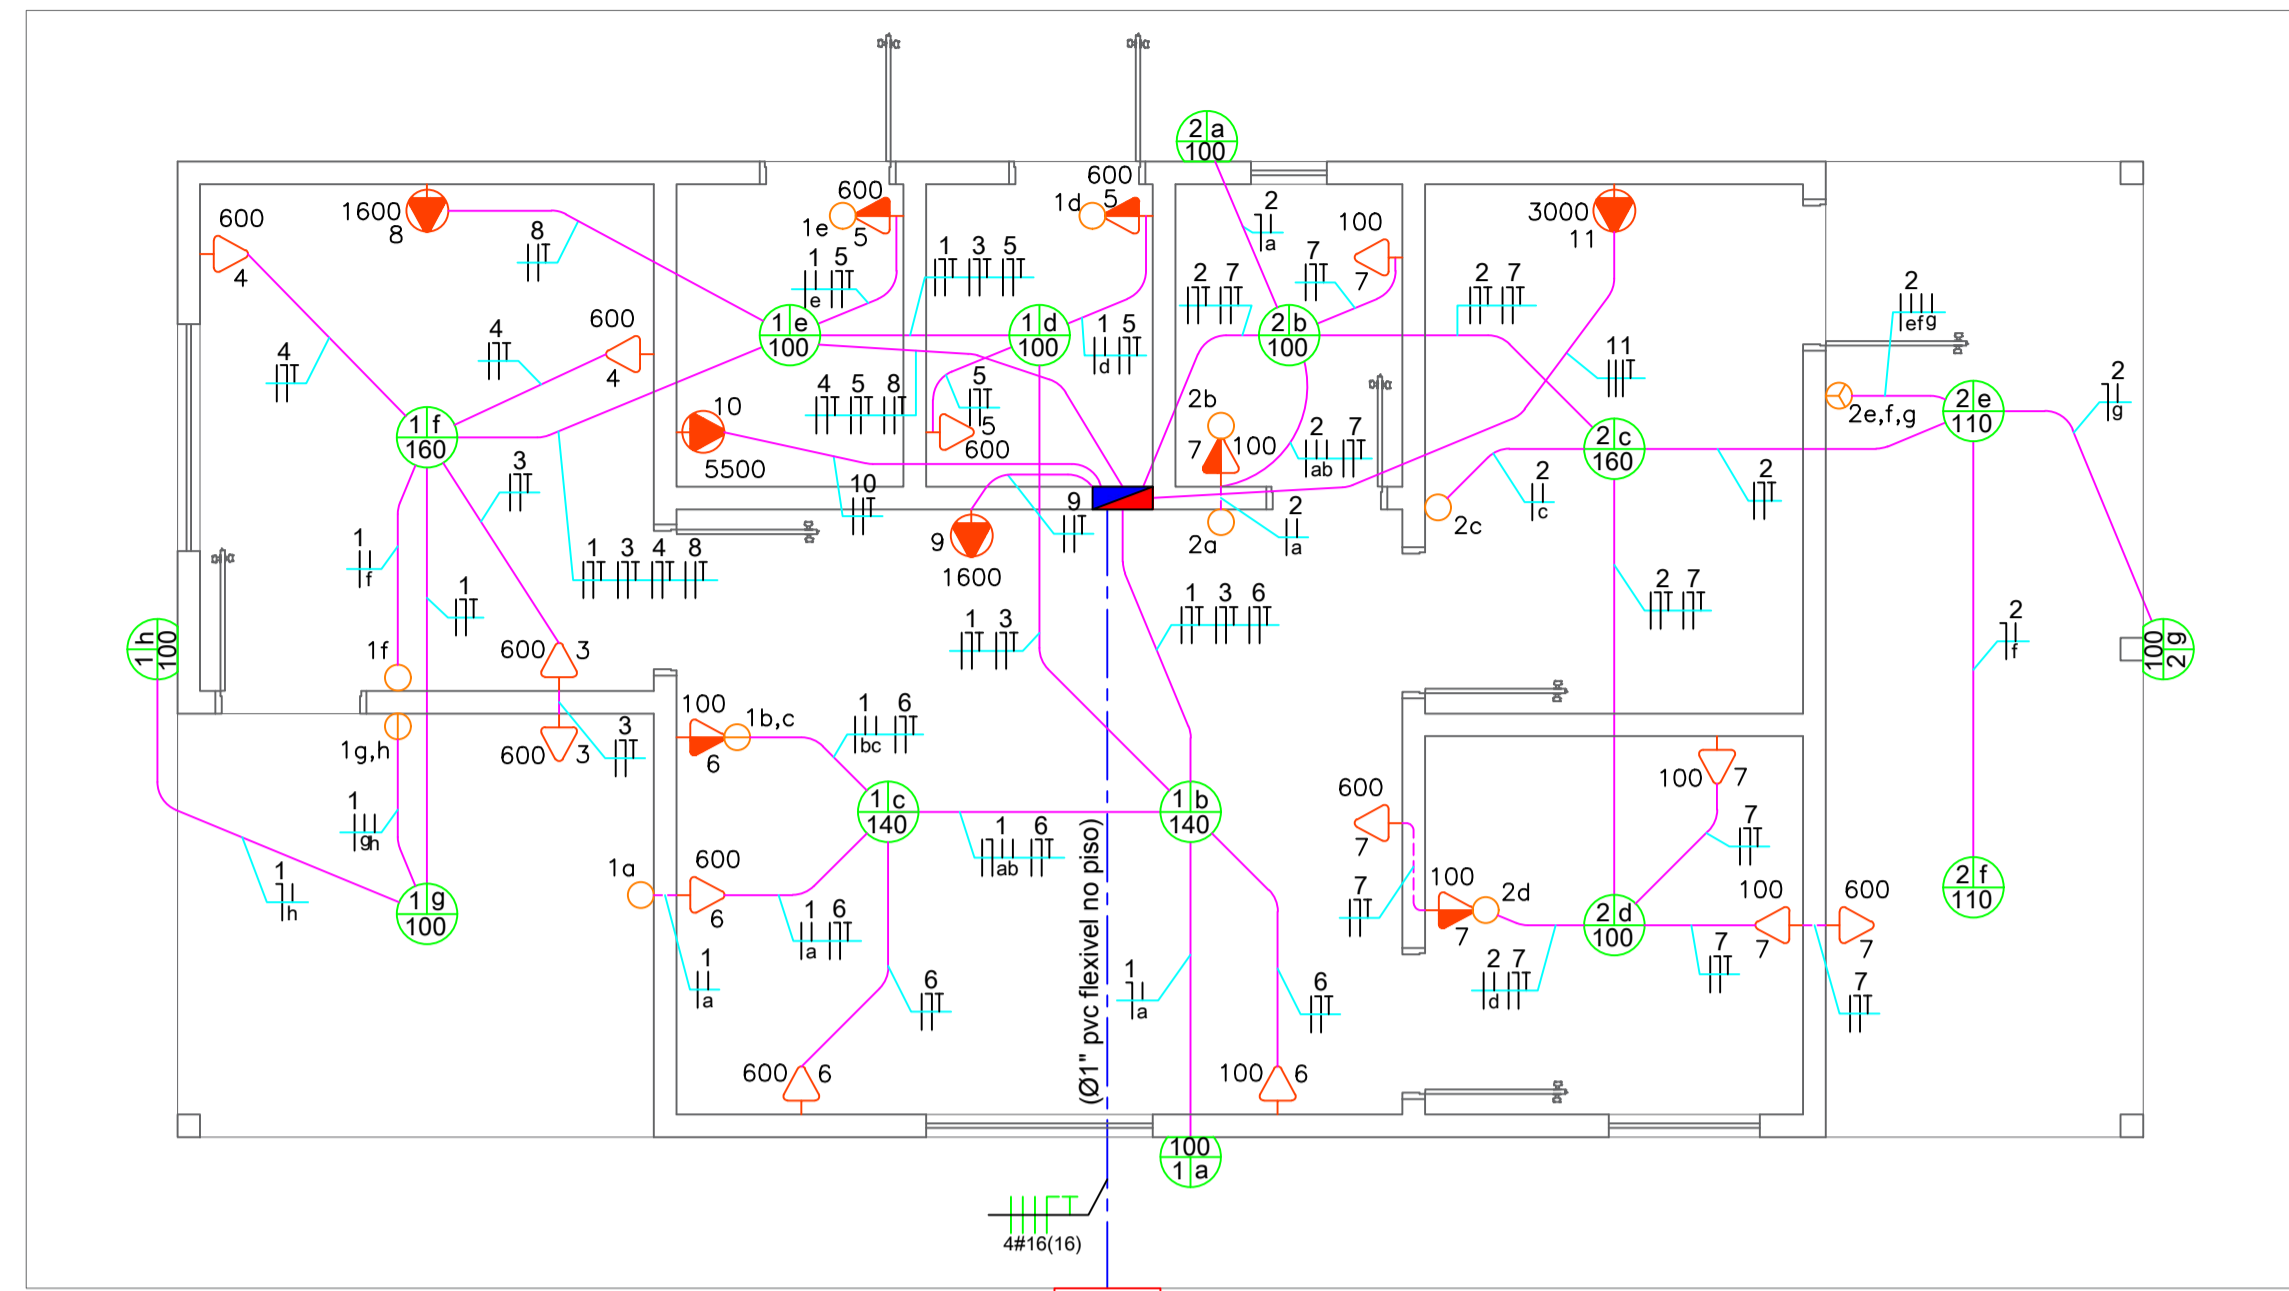 2 a
100
600
1d 5
600
1e 5
1600
8
600
4
8
1 5
e
1 3 5
2
a
100
7
7
2 7
3000
11
2 7
2
efg
1 e
100
1 d
100
1 5
d
2 b
100
600
4
4
4
11
2
g
2e,f,g
2 e
110
4 5 8
5
5
600
10
5500
2b
7 100
2 7
ab
1 f
160
2 c
160
3
10
9
9
1600
2
a
2a
2
c
2c
2
1
f
1
1 3 4 8
1 3
1 3 6
2 7
2
f
1 h
100
1f
600 3
100
2 g
1g,h
600 3
3
100
6
1b,c
1 6
bc
100 7
1
gh
1 c
140
1 b
140
1 6
ab
600
7
7
1
h
1 g
100
1a
600
6
1 6
a
1
a
6
(Ø1" pvc flexivel no piso)
1
a
6
7
100
7
2d
2 d
100
2 7
d
7
100
7
600
7
7
2 f
110
600 6
100 6
100
1 a
4#16(16)